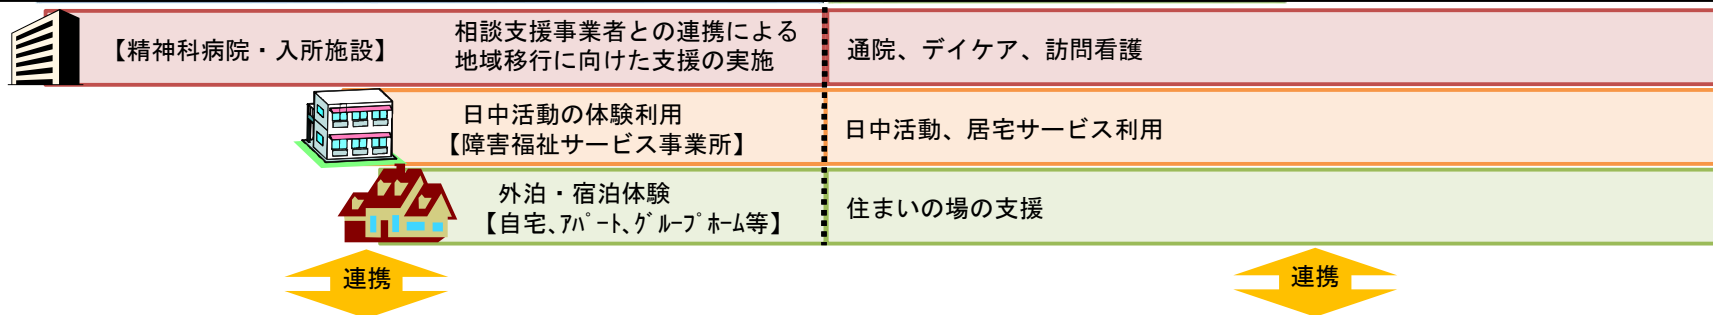 【精神科病院・入所施設】
相談支援事業者との連携による
地域移行に向けた支援の実施
通院、デイケア、訪問看護
日中活動の体験利用
【障害福祉サービス事業所】
日中活動、居宅サービス利用
外泊・宿泊体験
【自宅、ｱﾊﾟｰﾄ、ｸﾞﾙｰﾌﾟﾎｰﾑ等】
住まいの場の支援
連携
連携